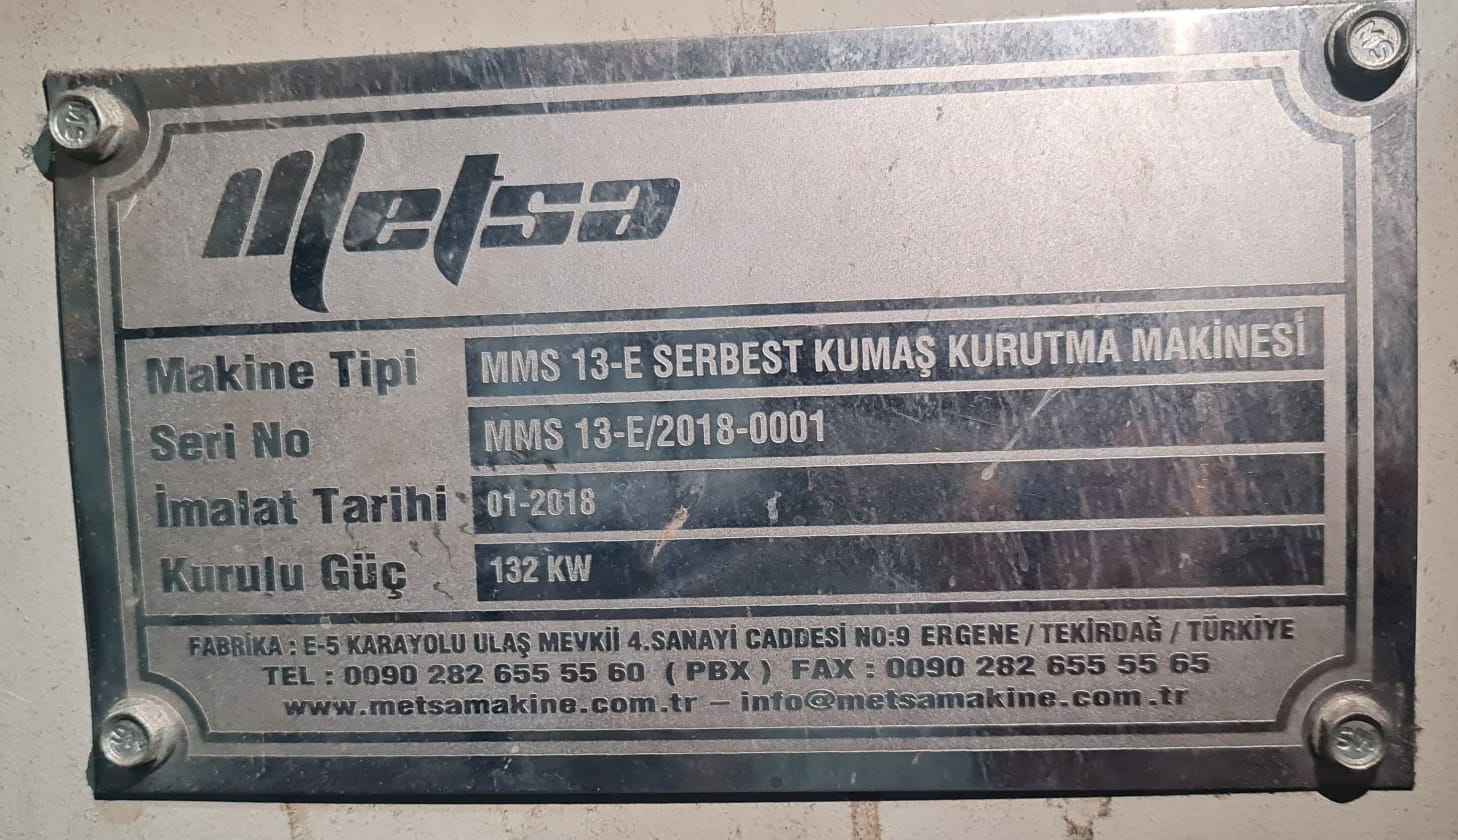 Metsa
Makine Tipi MMS 13-E SERBEST KUMAŞ KURUTMA MAKİNESİ
Seri No MMS 13-E/2018-0001
İmalat Tarihi 01-2018
Kurulu Güç 132 KW
FABRİKA : E-5 KARAYOLU ULAŞ MEVKİİ 4.SANAYİ CADDESİ NO:9 ERGENE / TEKİRDAĞ / TÜRKİYE
TEL : 0090 282 655 55 60 ( PBX ) FAX : 0090 282 655 55 65
www.metsamakine.com.tr – info@metsamakine.com.tr